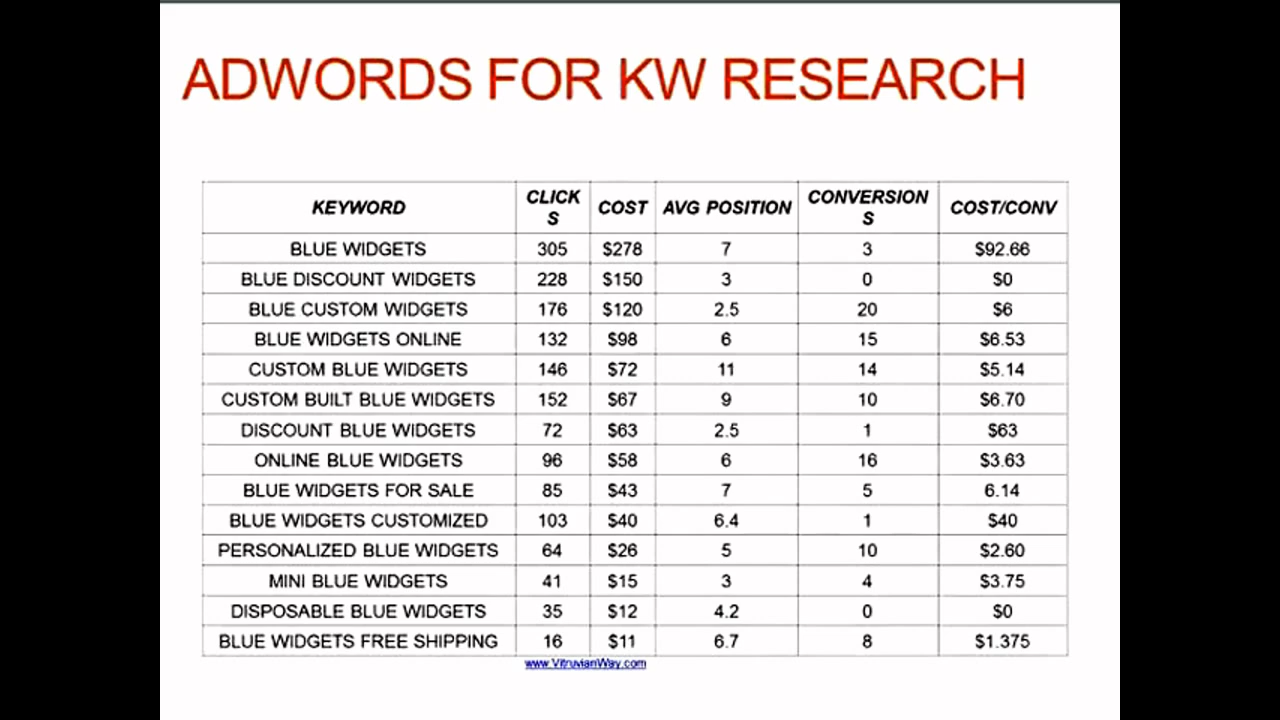 ADWORDS FOR KW RESEARCH
KEYWORD CLICK S COST AVG POSITION CONVERSION S COST/CONV
BLUE WIDGETS 305 $278 7 3 $92.66
BLUE DISCOUNT WIDGETS 228 $150 3 0 $0
BLUE CUSTOM WIDGETS 176 $120 2.5 20 $6
BLUE WIDGETS ONLINE 132 $98 6 15 $6.53
CUSTOM BLUE WIDGETS 146 $72 11 14 $5.14
CUSTOM BUILT BLUE WIDGETS 152 $67 9 10 $6.70
DISCOUNT BLUE WIDGETS 72 $63 2.5 1 $63
ONLINE BLUE WIDGETS 96 $58 6 16 $3.63
BLUE WIDGETS FOR SALE 85 $43 7 5 6.14
BLUE WIDGETS CUSTOMIZED 103 $40 6.4 1 $40
PERSONALIZED BLUE WIDGETS 64 $26 5 10 $2.60
MINI BLUE WIDGETS 41 $15 3 4 $3.75
DISPOSABLE BLUE WIDGETS 35 $12 4.2 0 $0
BLUE WIDGETS FREE SHIPPING 16 $11 6.7 8 $1.375
www.VitruvianWay.com